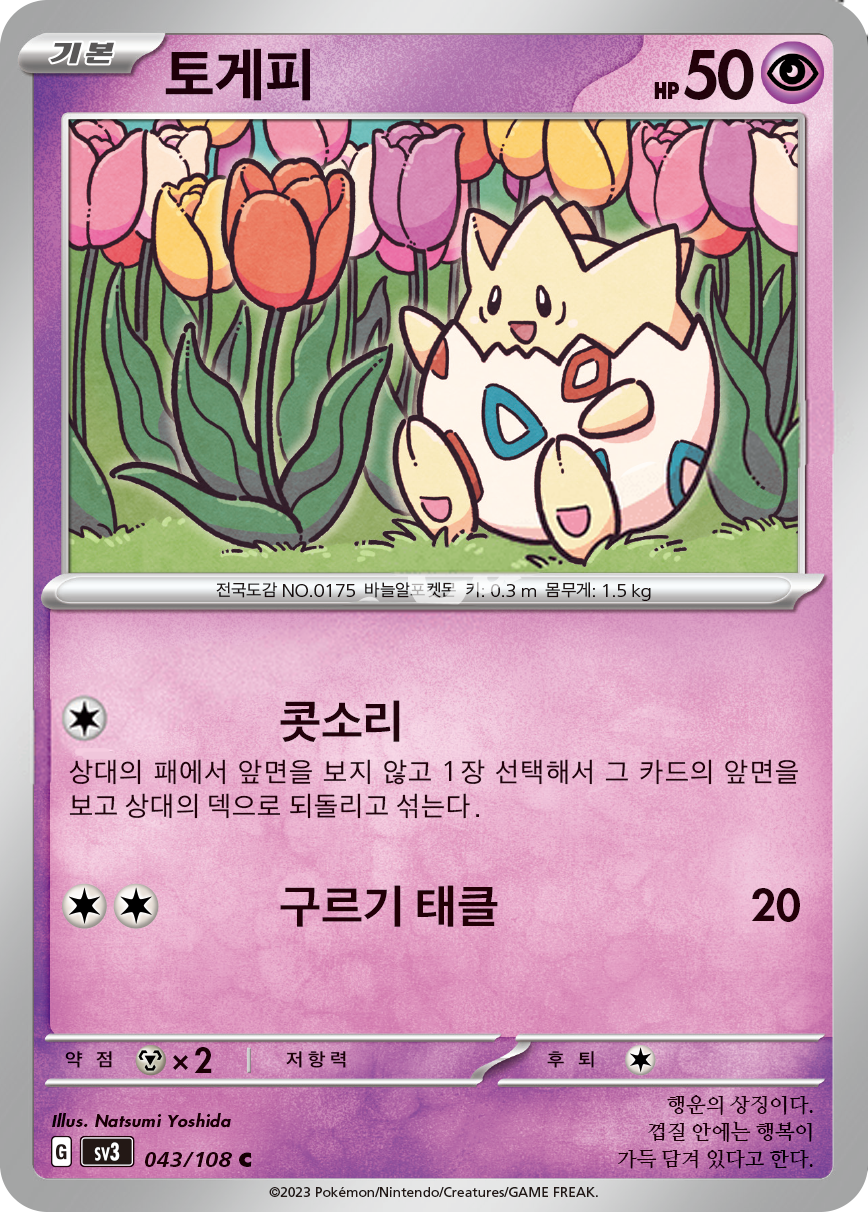 기본
토게피
HP 50
전국도감 NO.0175 바늘알포켓몬 키: 0.3 m 몸무게: 1.5 kg
콧소리
상대의 패에서 앞면을 보지 않고 1장 선택해서 그 카드의 앞면을
보고 상대의 덱으로 되돌리고 섞는다.
구르기 태클 20
약점 ×2 저항력 후퇴
행운의 상징이다.
껍질 안에는 행복이
가득 담겨 있다고 한다.
Illus. Natsumi Yoshida
G sv3 043/108 C
©2023 Pokémon/Nintendo/Creatures/GAME FREAK.